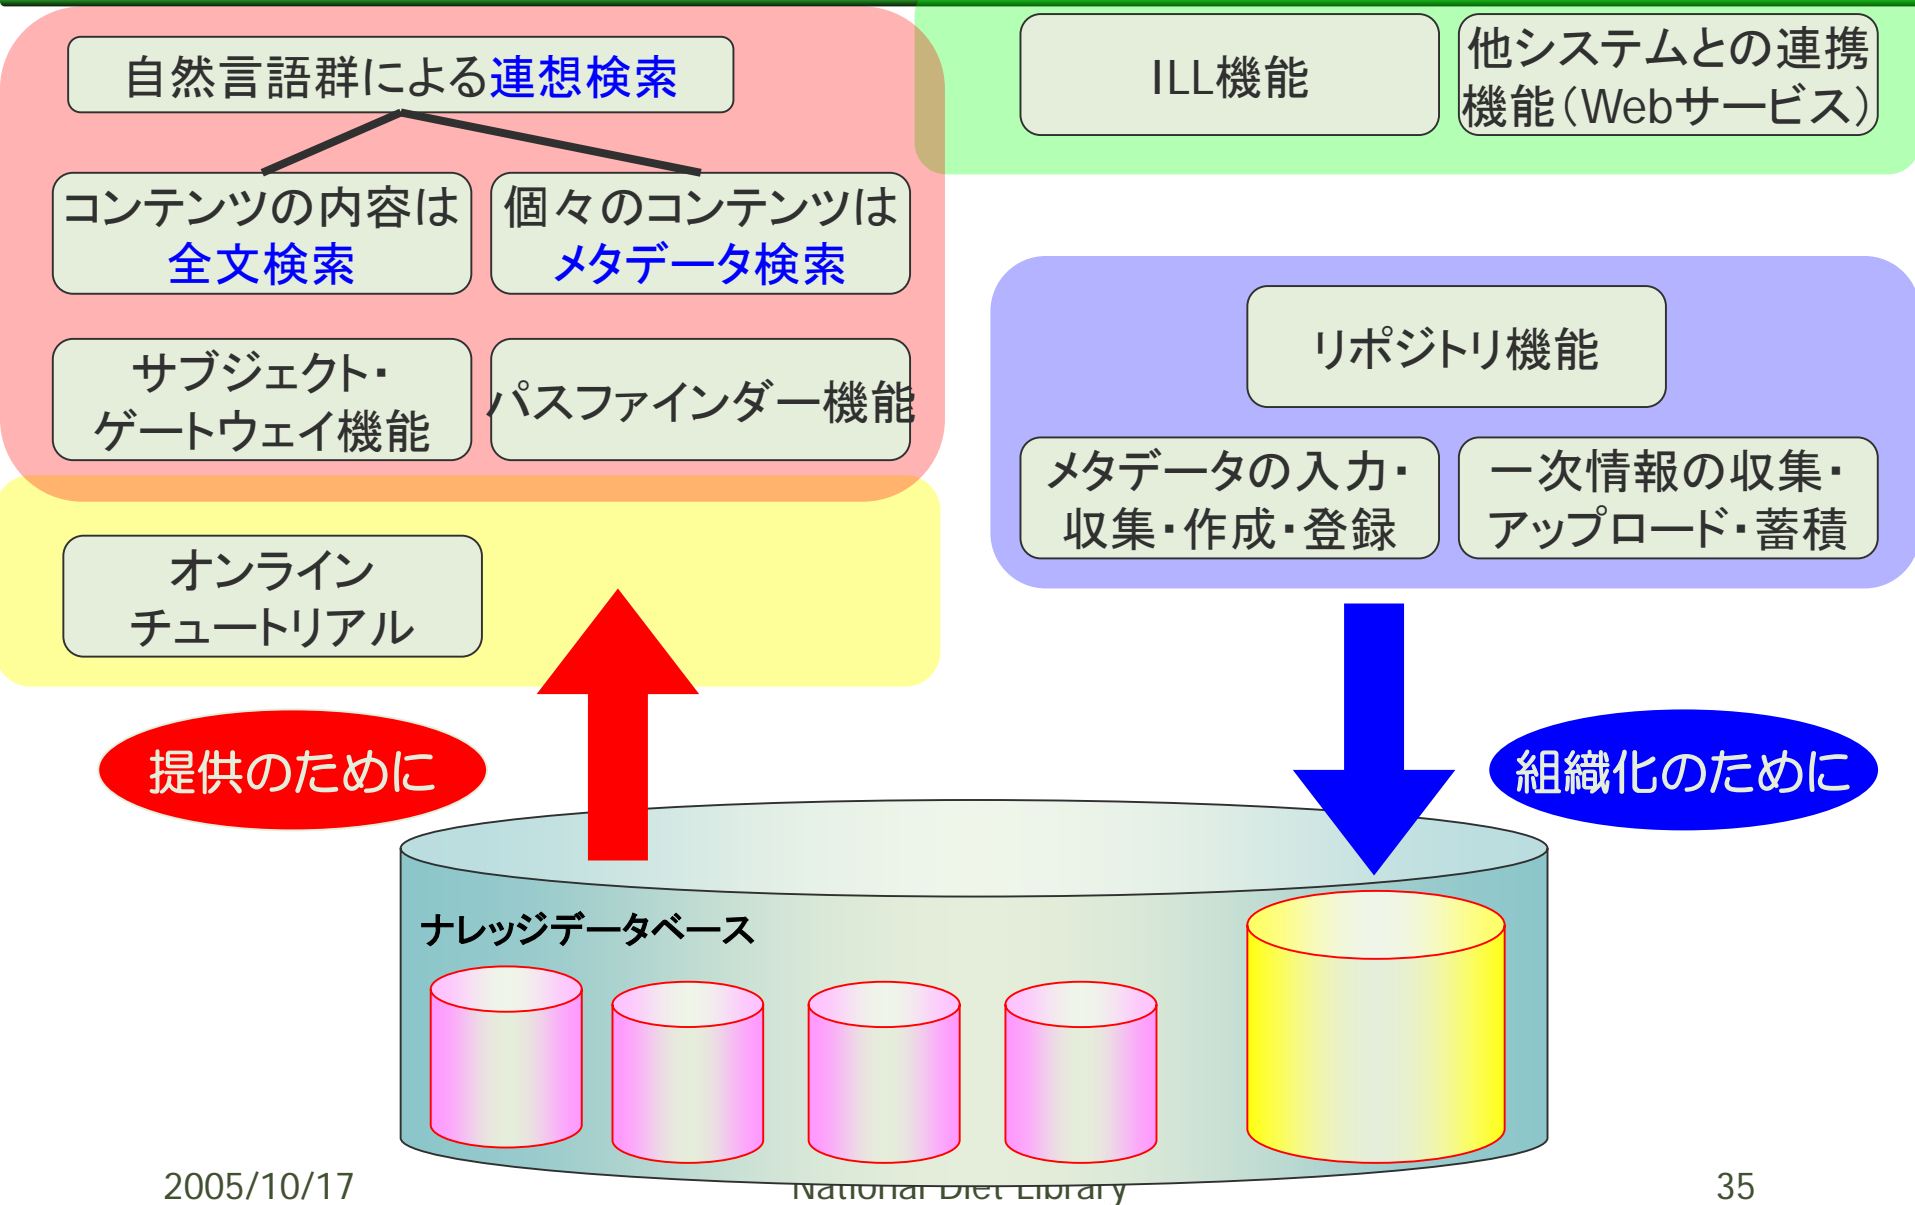 自然言語群による連想検索
コンテンツの内容は
全文検索
個々のコンテンツは
メタデータ検索
サブジェクト・
ゲートウェイ機能
パスファインダー機能
オンライン
チュートリアル
ILL機能
他システムとの連携
機能(Webサービス)
リポジトリ機能
メタデータの入力・
収集・作成・登録
一次情報の収集・
アップロード・蓄積
提供のために
組織化のために
ナレッジデータベース
2005/10/17
National Diet Library
35